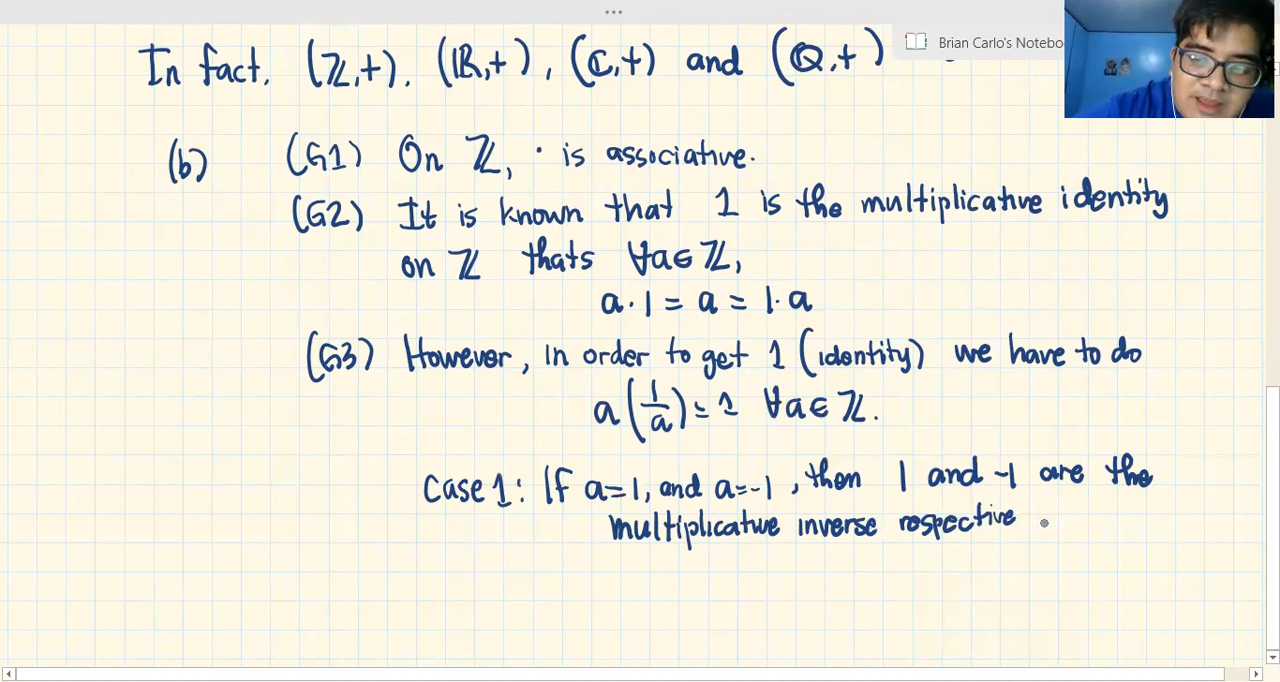 In fact, (ℤ,+), (ℝ,+), (ℂ,+) and (ℚ,+)
Brian Carlo's Notebo
(b) (G1) On ℤ, · is associative.
(G2) It is known that 1 is the multiplicative identity
on ℤ thats ∀a∈ℤ,
a·1 = a = 1·a
(G3) However, in order to get 1 (identity) we have to do
a(1/a) = 1 ∀a∈ℤ.
Case 1: If a=1, and a=-1, then 1 and -1 are the
multiplicative inverse respective